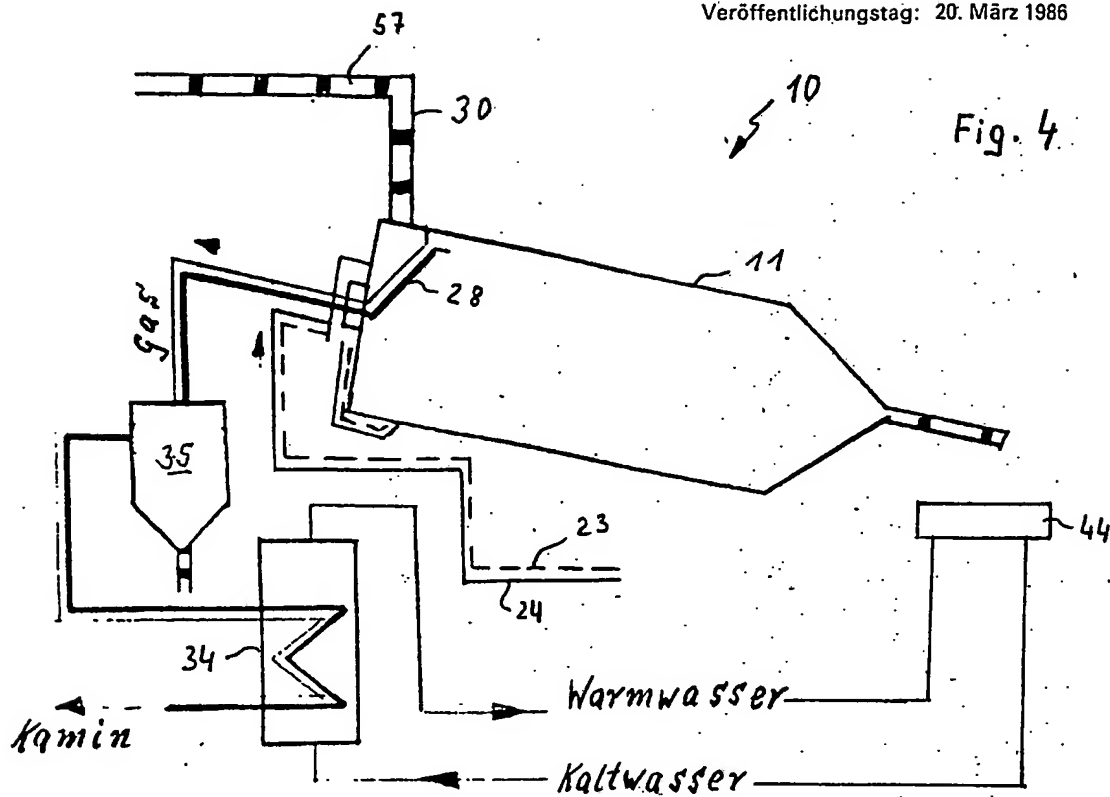 Veröffentlichungstag: 20. März 1986
57
10
30
Fig. 4
11
28
Gas
35
23
44
24
34
Warmwasser
Kamin
Kaltwasser